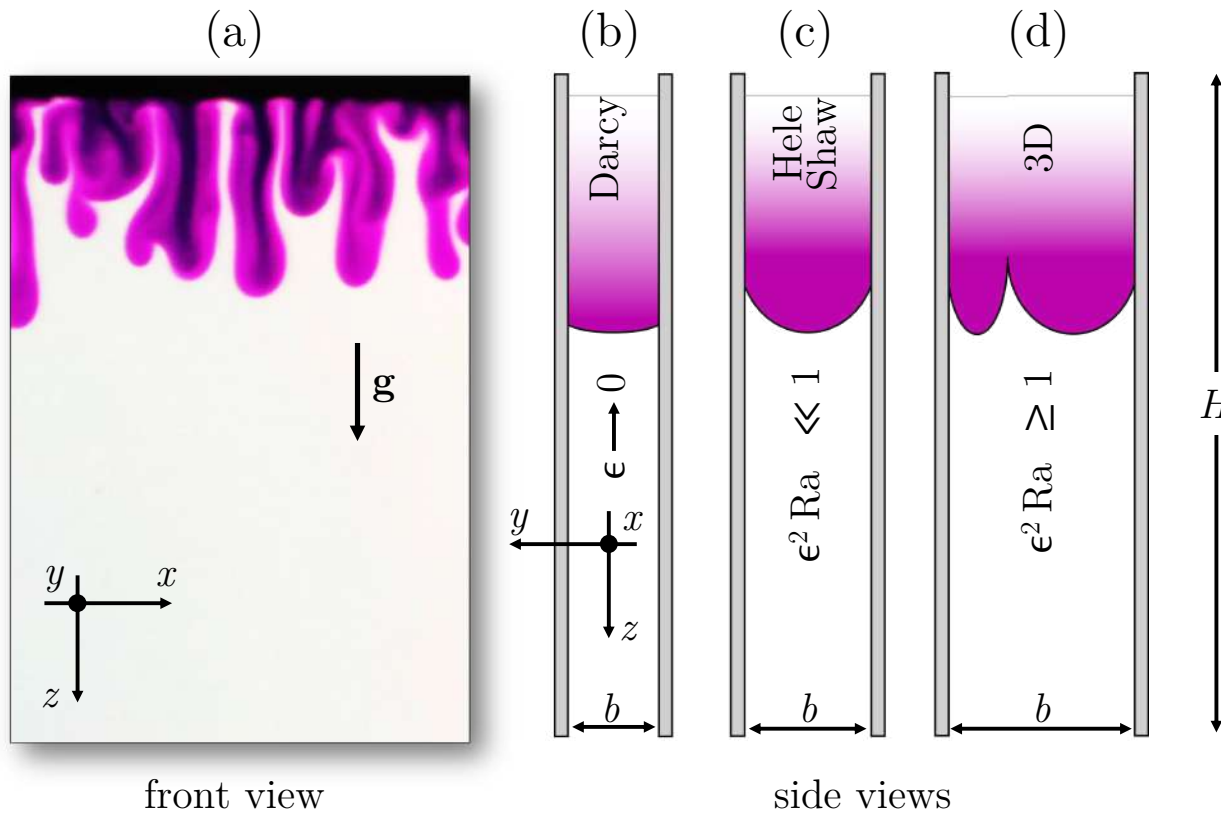 (a)
(b)
(c)
(d)
Darcy
Hele
Shaw
3D
g
ϵ → 0
ϵ² Ra ≪ 1
ϵ² Ra ≥ 1
H
y
x
z
y
x
z
b
b
b
front view
side views